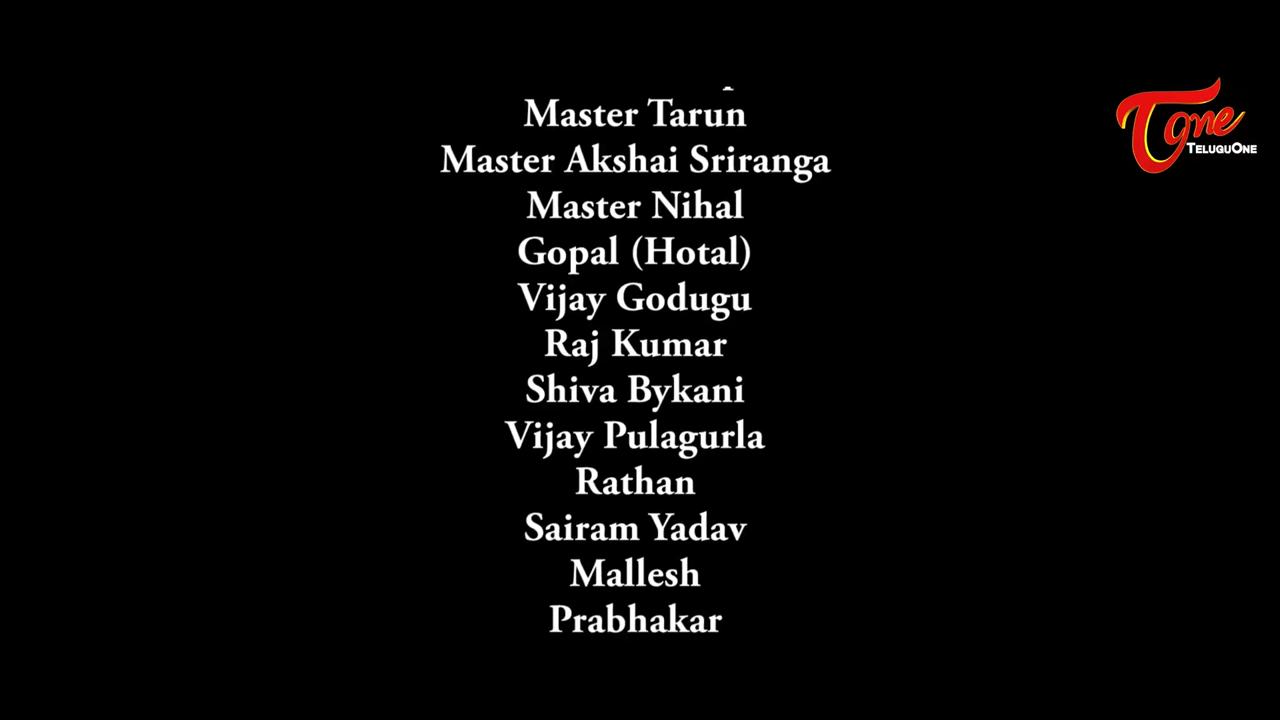 Master Tarun
Master Akshai Sriranga
Master Nihal
Gopal (Hotal)
Vijay Godugu
Raj Kumar
Shiva Bykani
Vijay Pulagurla
Rathan
Sairam Yadav
Mallesh
Prabhakar
Tone
TELUGUONE